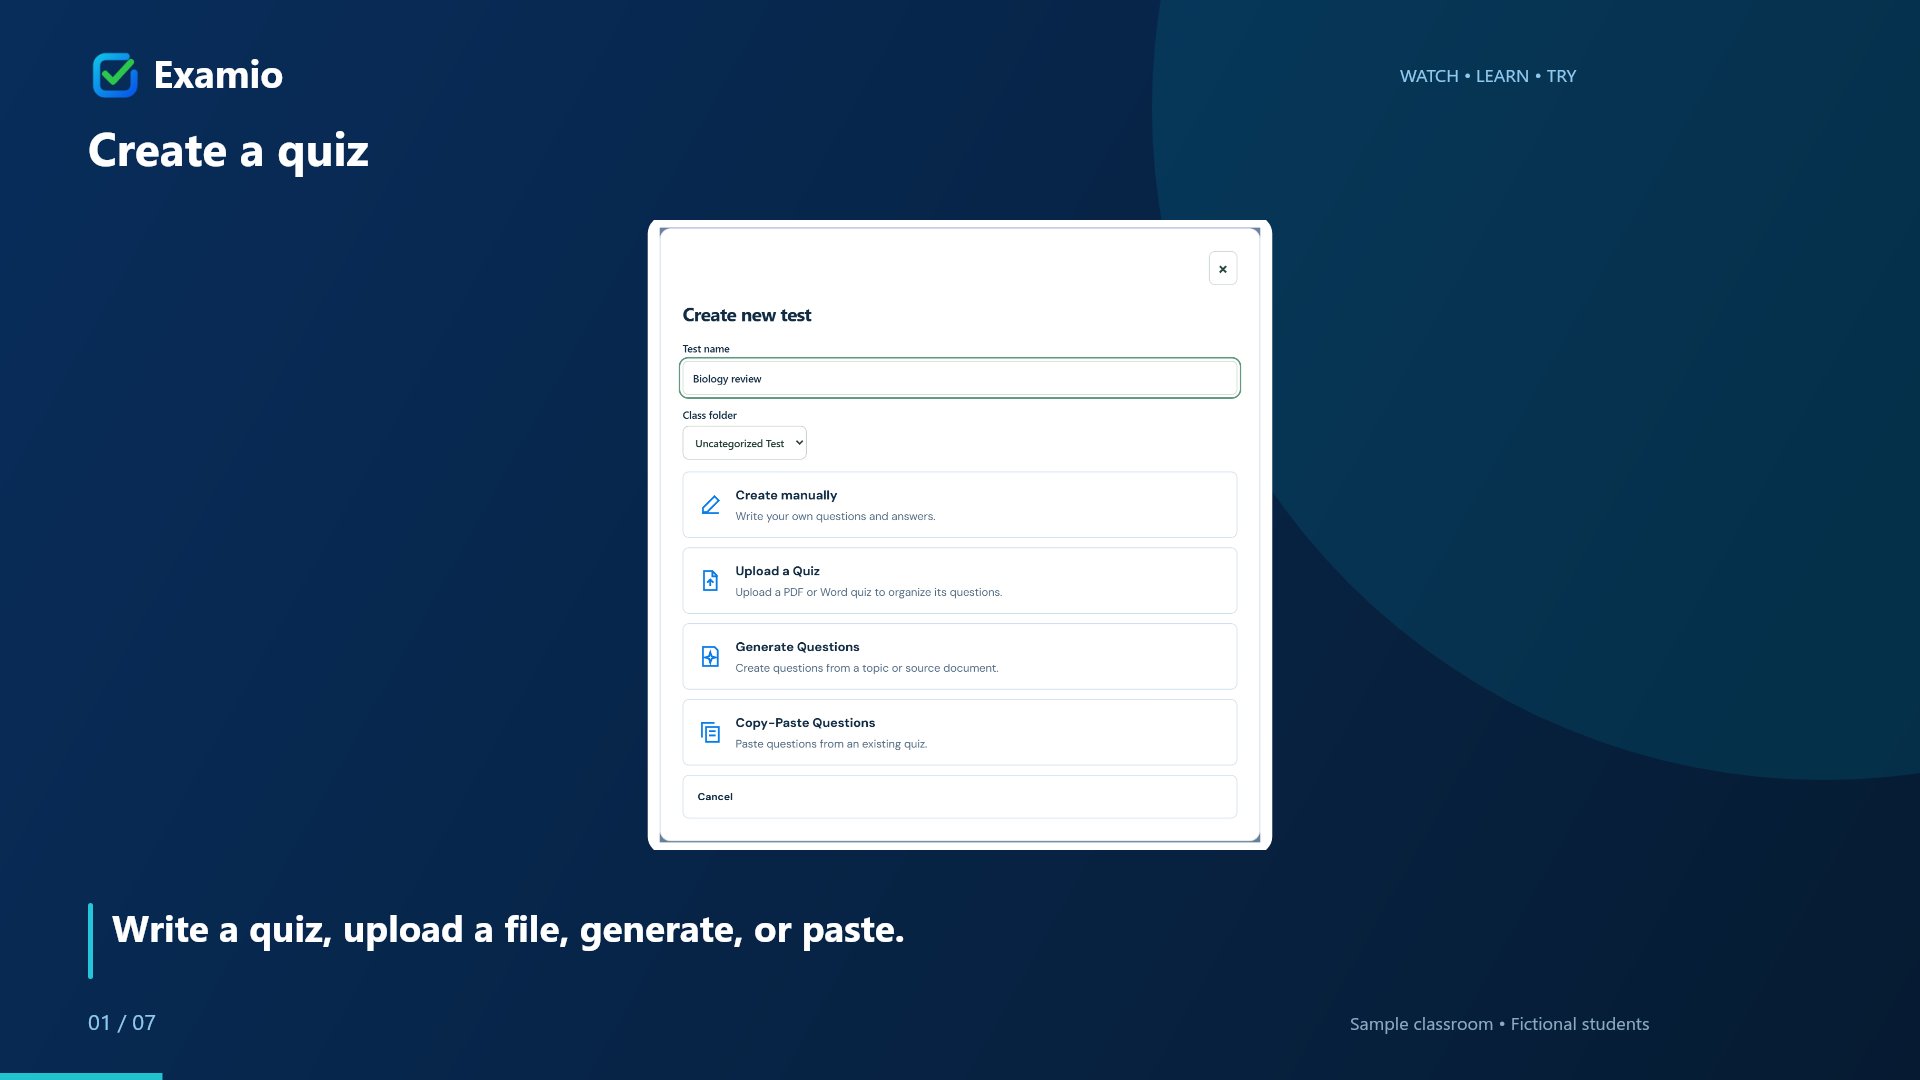 Examio
WATCH • LEARN • TRY
Create a quiz
×
Create new test
Test name
Biology review
Class folder
Uncategorized Test
Create manually
Write your own questions and answers.
Upload a Quiz
Upload a PDF or Word quiz to organize its questions.
Generate Questions
Create questions from a topic or source document.
Copy-Paste Questions
Paste questions from an existing quiz.
Cancel
Write a quiz, upload a file, generate, or paste.
01 / 07
Sample classroom • Fictional students